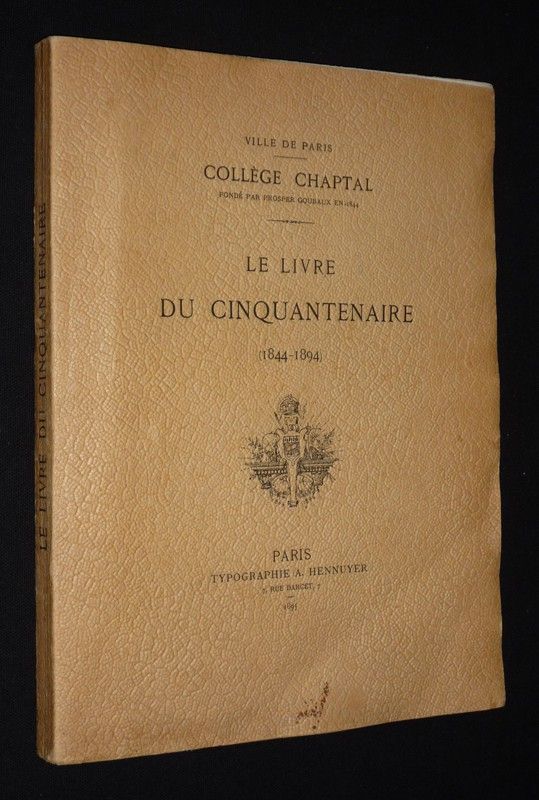 VILLE DE PARIS
COLLÈGE CHAPTAL
FONDÉ PAR PROSPER GOUBAUX EN 1844
LE LIVRE
DU CINQUANTENAIRE
(1844-1894)
PARIS
TYPOGRAPHIE A. HENNUYER
7, RUE DARCET, 7
1895
LE LIVRE DU CINQUANTENAIRE